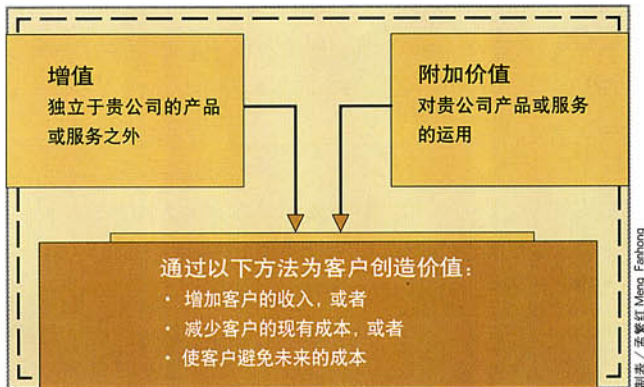 增值
独立于贵公司的产品
或服务之外
附加价值
对贵公司产品或服务
的运用
通过以下方法为客户创造价值：
· 增加客户的收入, 或者
· 减少客户的现有成本, 或者
· 使客户避免未来的成本
孟繁红 Meng Fanhong